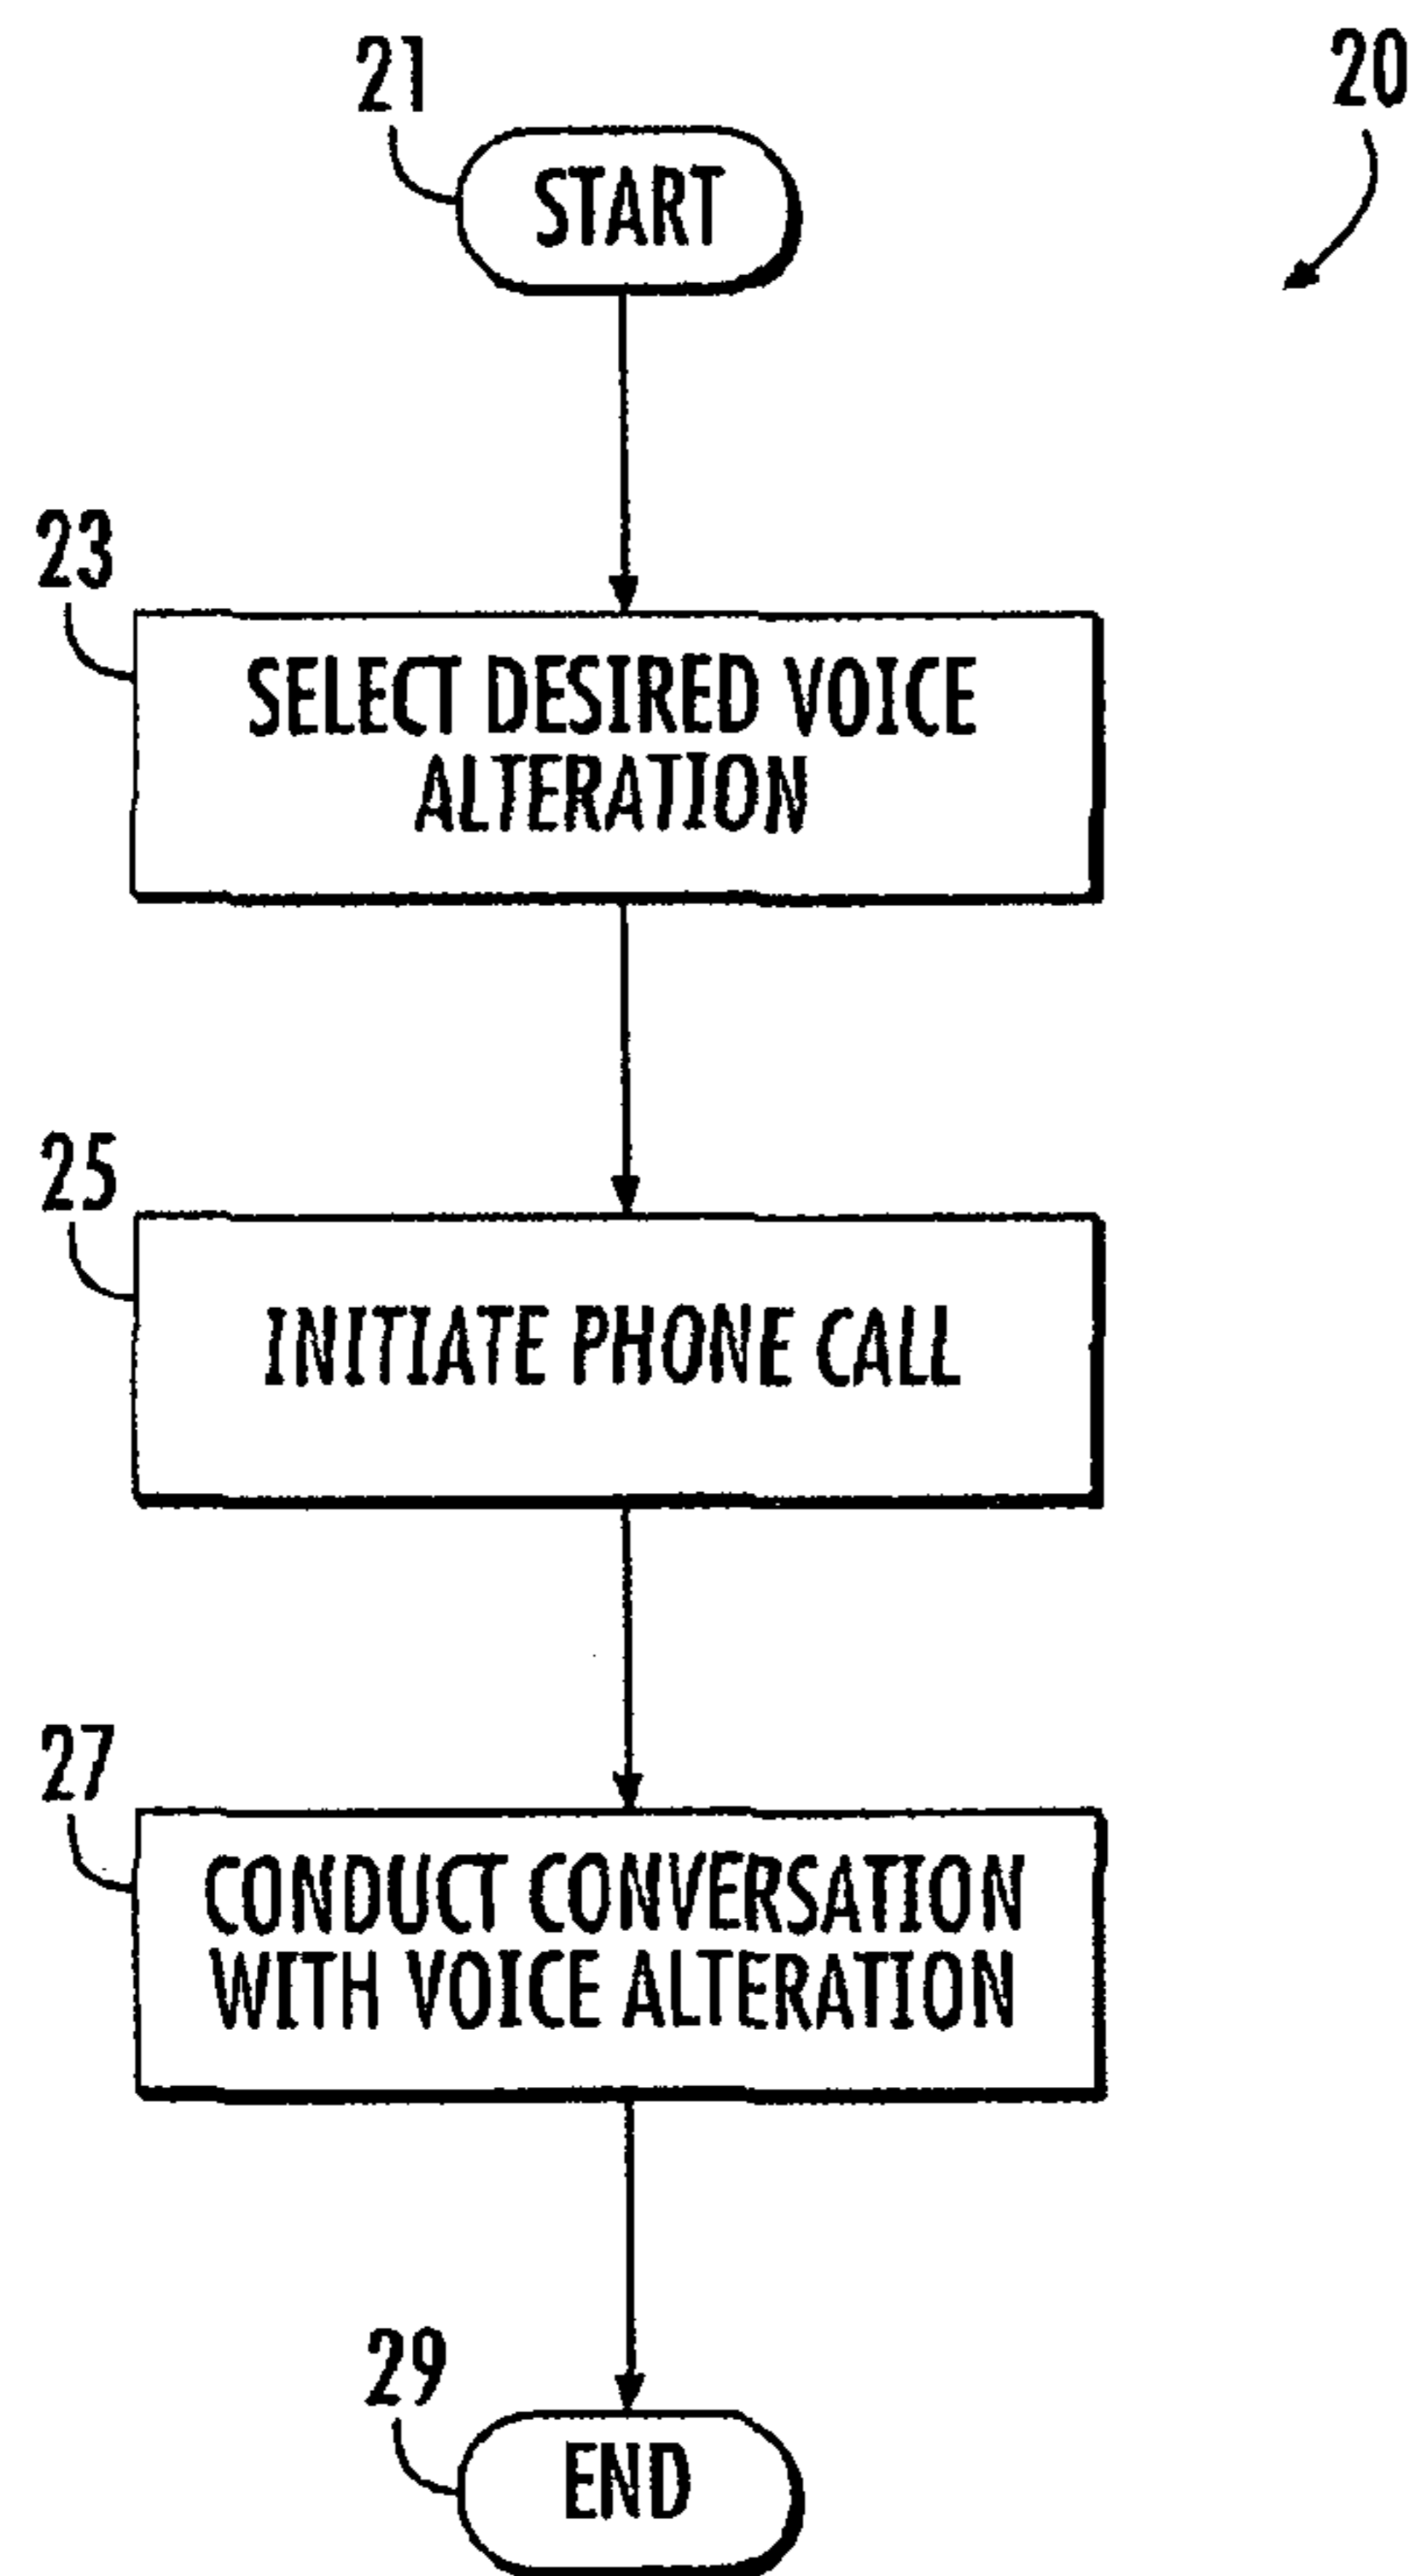 21
20
START
23
SELECT DESIRED VOICE
ALTERATION
25
INITIATE PHONE CALL
27
CONDUCT CONVERSATION
WITH VOICE ALTERATION
29
END